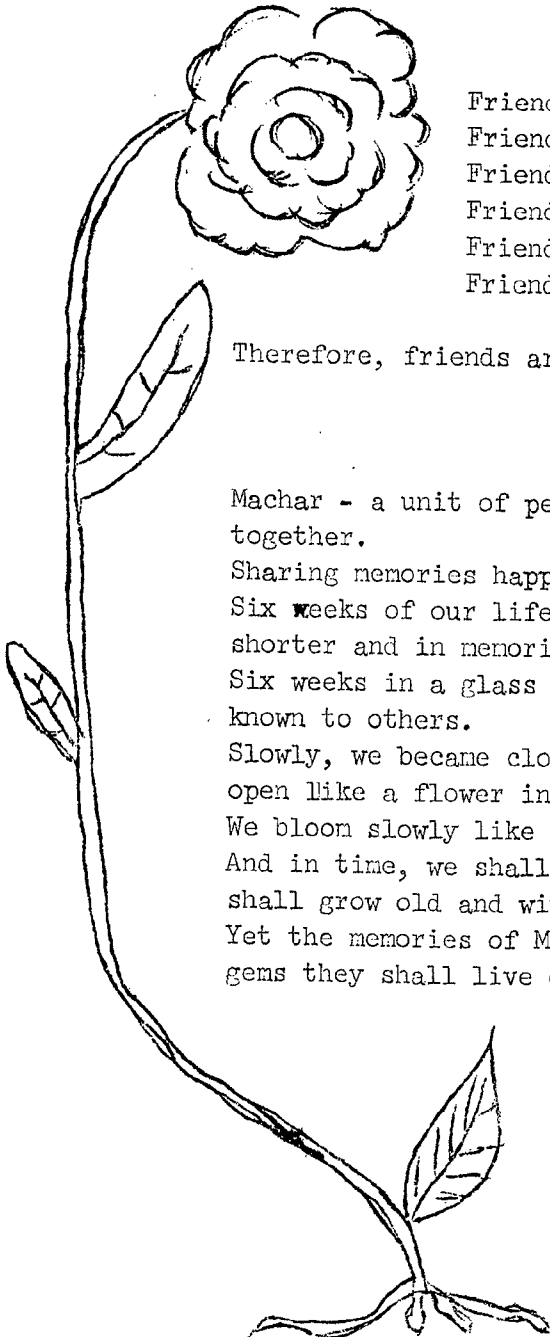 Friend
Friend
Friend
Friend
Friend
Friend
Therefore, friends ar
Machar - a unit of pe
together.
Sharing memories happ
Six weeks of our life
shorter and in memori
Six weeks in a glass
known to others.
Slowly, we became clo
open like a flower in
We bloom slowly like
And in time, we shall
shall grow old and wi
Yet the memories of M
gems they shall live